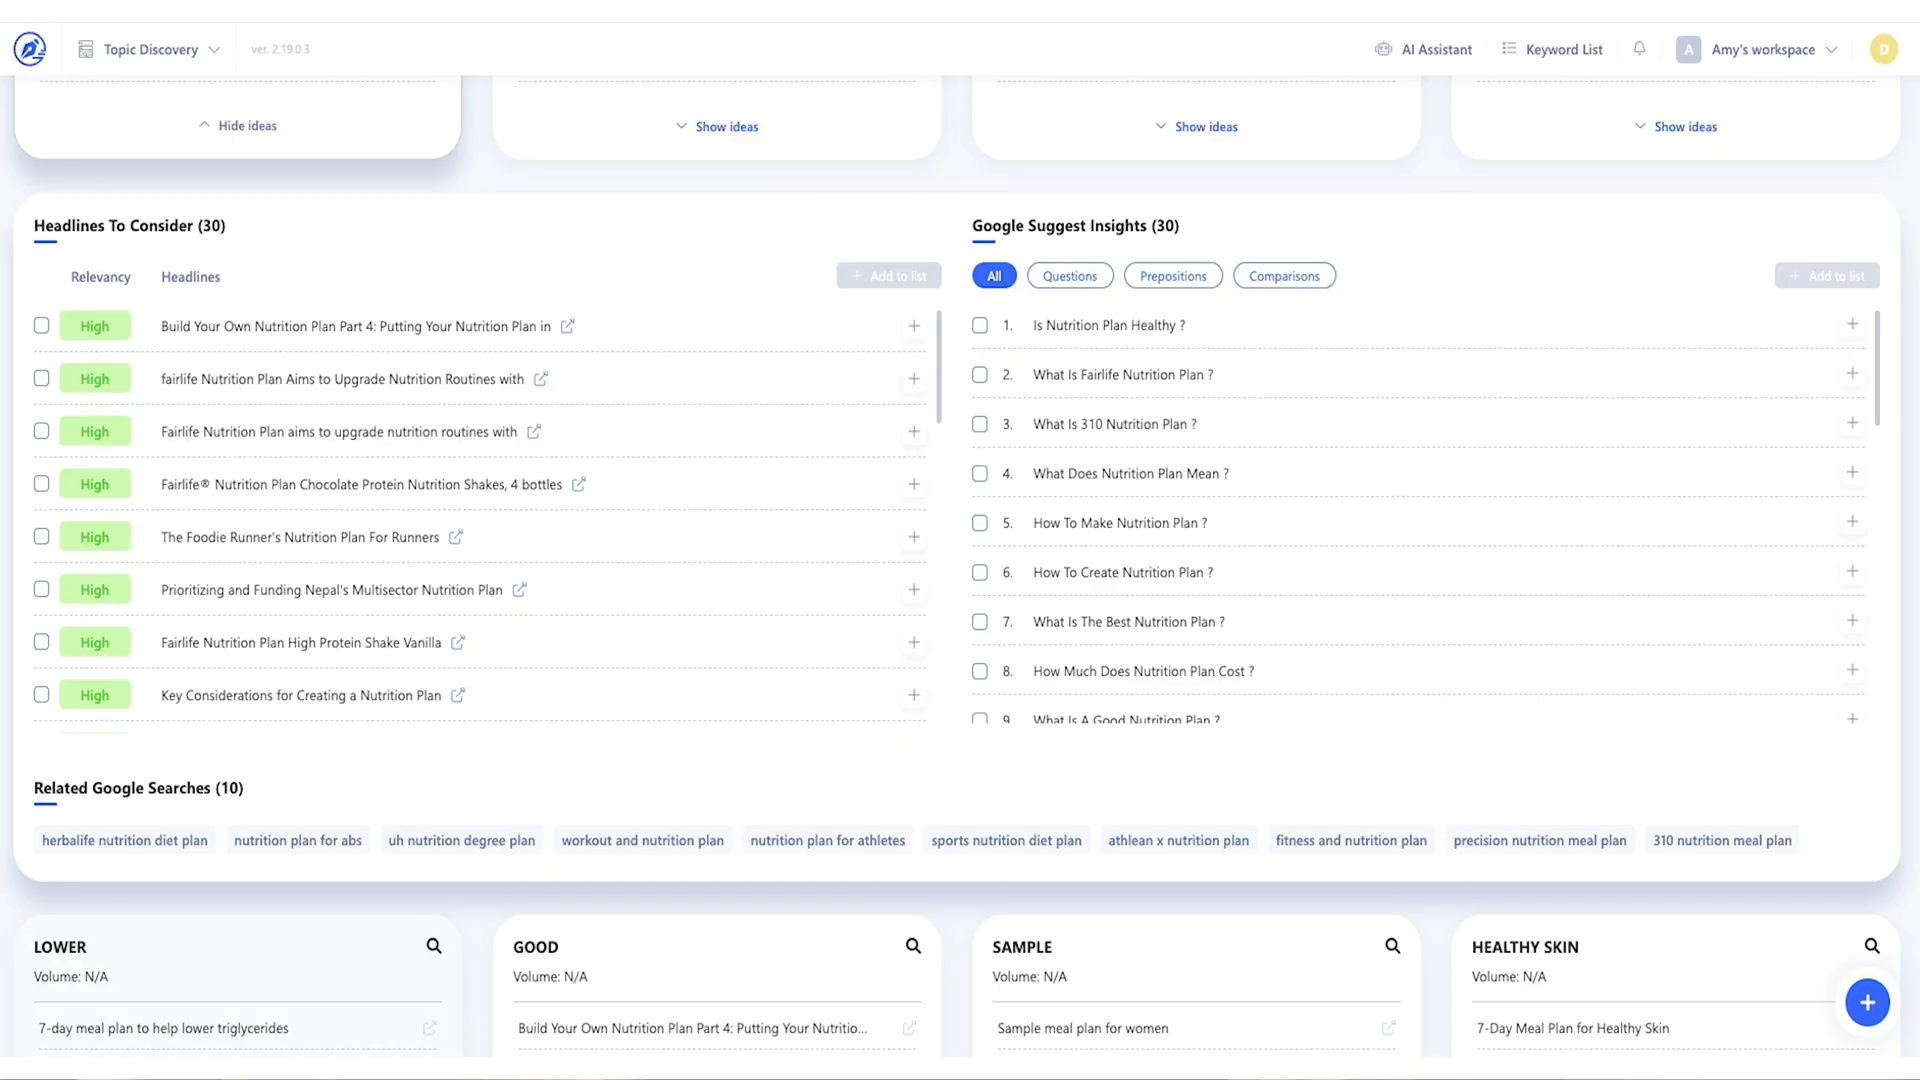 Topic Discovery
ver. 2.19.0.3
AI Assistant
Keyword List
A
Amy's workspace
D
Hide ideas
Show ideas
Show ideas
Show ideas
Headlines To Consider (30)
Relevancy
Headlines
+ Add to list
High
Build Your Own Nutrition Plan Part 4: Putting Your Nutrition Plan in
High
fairlife Nutrition Plan Aims to Upgrade Nutrition Routines with
High
Fairlife Nutrition Plan aims to upgrade nutrition routines with
High
Fairlife® Nutrition Plan Chocolate Protein Nutrition Shakes, 4 bottles
High
The Foodie Runner's Nutrition Plan For Runners
High
Prioritizing and Funding Nepal's Multisector Nutrition Plan
High
Fairlife Nutrition Plan High Protein Shake Vanilla
High
Key Considerations for Creating a Nutrition Plan
Google Suggest Insights (30)
All
Questions
Prepositions
Comparisons
+ Add to list
1. Is Nutrition Plan Healthy ?
2. What Is Fairlife Nutrition Plan ?
3. What Is 310 Nutrition Plan ?
4. What Does Nutrition Plan Mean ?
5. How To Make Nutrition Plan ?
6. How To Create Nutrition Plan ?
7. What Is The Best Nutrition Plan ?
8. How Much Does Nutrition Plan Cost ?
9. What Is A Good Nutrition Plan ?
Related Google Searches (10)
herbalife nutrition diet plan
nutrition plan for abs
uh nutrition degree plan
workout and nutrition plan
nutrition plan for athletes
sports nutrition diet plan
athlean x nutrition plan
fitness and nutrition plan
precision nutrition meal plan
310 nutrition meal plan
LOWER
Volume: N/A
7-day meal plan to help lower triglycerides
GOOD
Volume: N/A
Build Your Own Nutrition Plan Part 4: Putting Your Nutritio...
SAMPLE
Volume: N/A
Sample meal plan for women
HEALTHY SKIN
Volume: N/A
7-Day Meal Plan for Healthy Skin